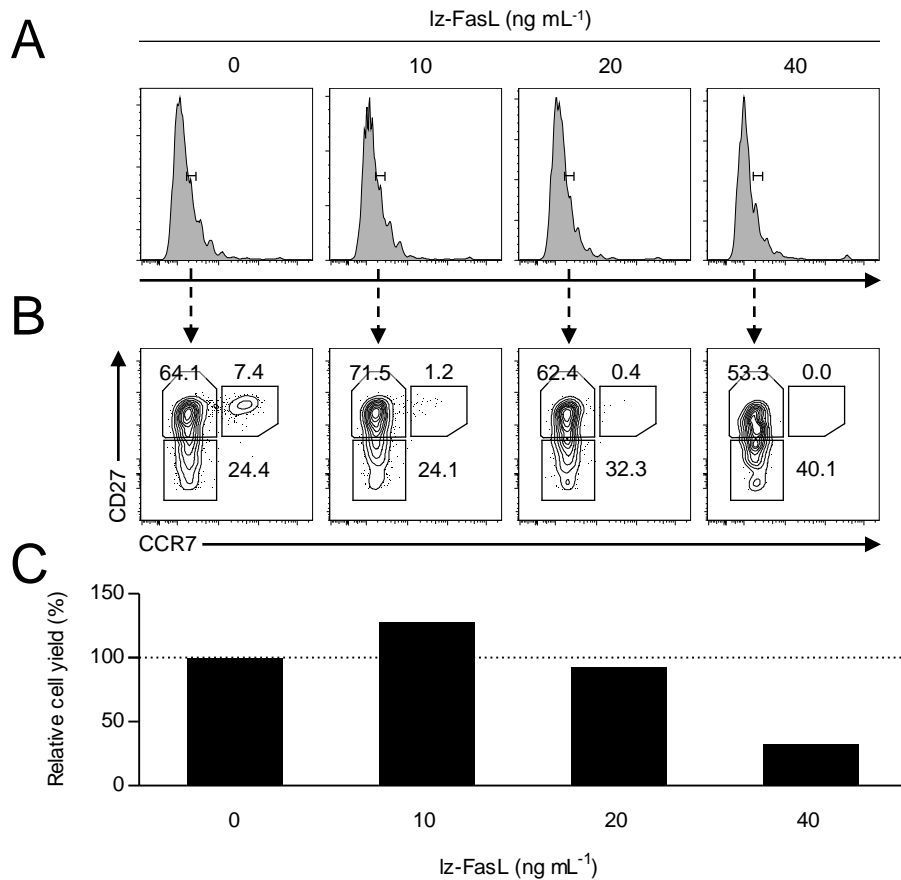 A
lz-FasL (ng mL-1)
0 10 20 40
B
64.1 7.4 71.5 1.2 62.4 0.4 53.3 0.0
24.4 24.1 32.3 40.1
CD27
CCR7
C
150
100
50
0
Relative cell yield (%)
0 10 20 40
lz-FasL (ng mL-1)